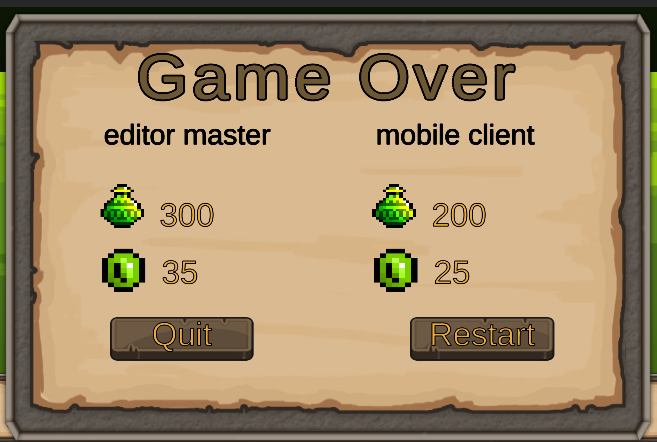 Game Over
editor master
mobile client
300
200
35
25
Quit
Restart